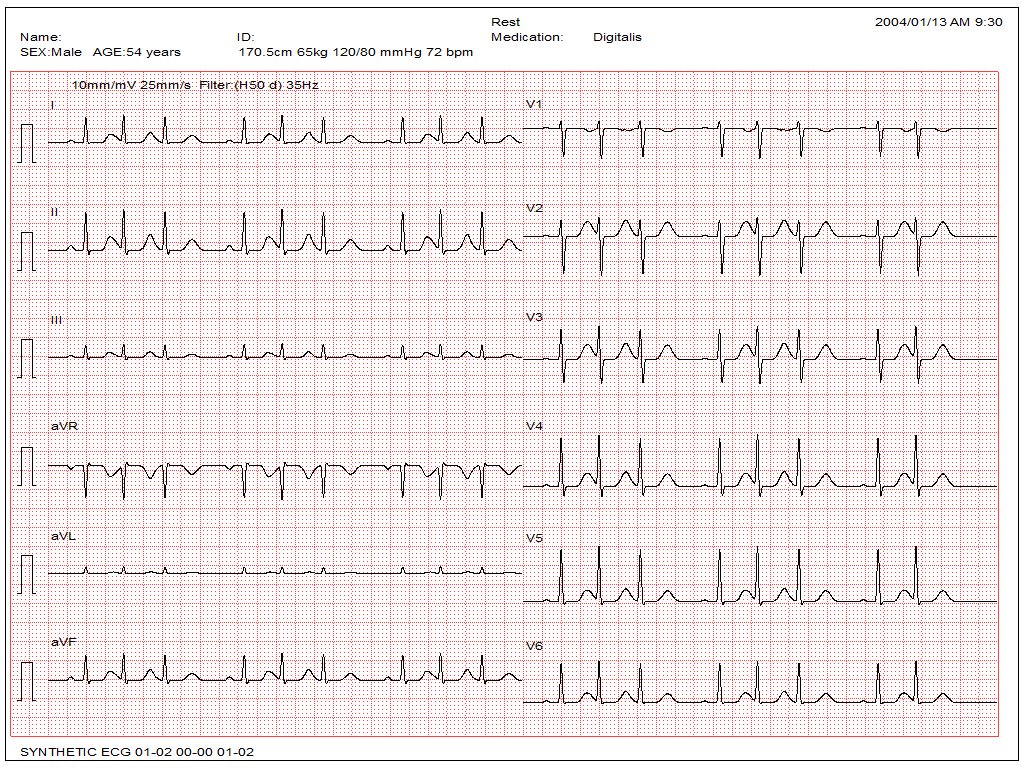 Rest 2004/01/13 AM 9:30
Name: ID: Medication: Digitalis
SEX:Male AGE:54 years 170.5cm 65kg 120/80 mmHg 72 bpm
10mm/mV 25mm/s Filter:(H50 d) 35Hz
I
V1
II
V2
III
V3
aVR
V4
aVL
V5
aVF
V6
SYNTHETIC ECG 01-02 00-00 01-02